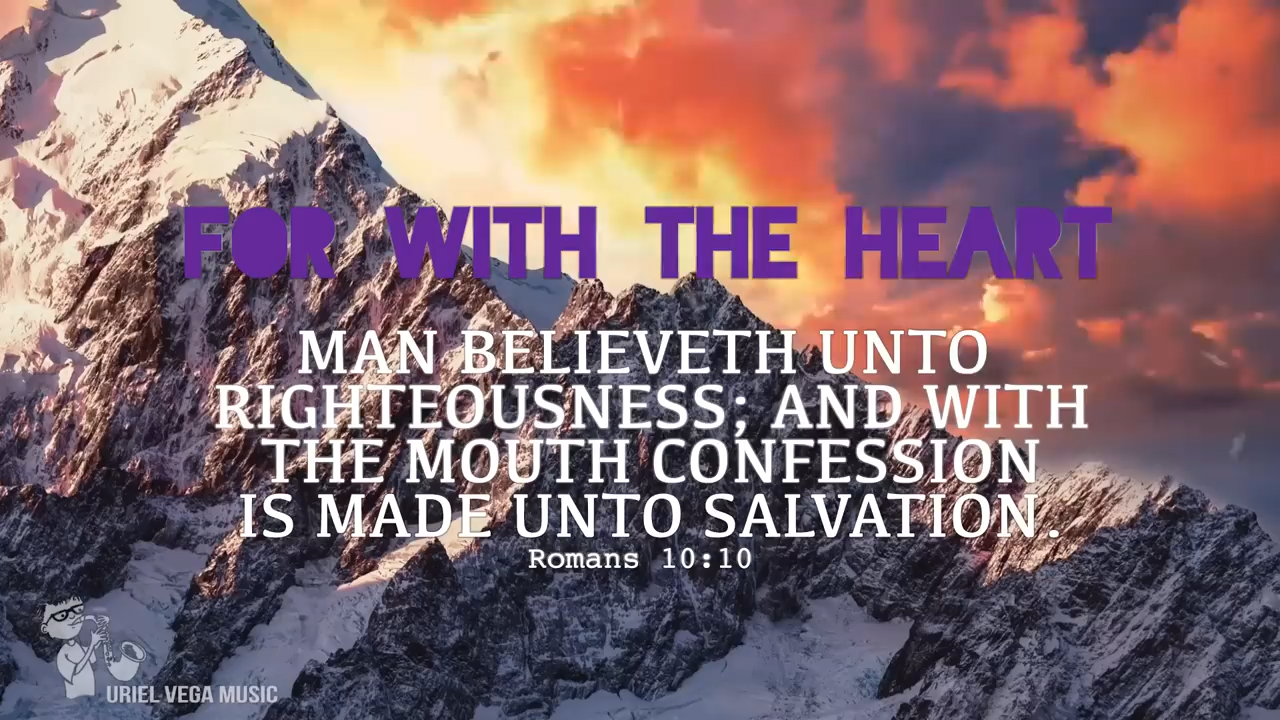 FOR WITH THE HEART
MAN BELIEVETH UNTO
RIGHTEOUSNESS; AND WITH
THE MOUTH CONFESSION
IS MADE UNTO SALVATION.
Romans 10:10
URIEL VEGA MUSIC